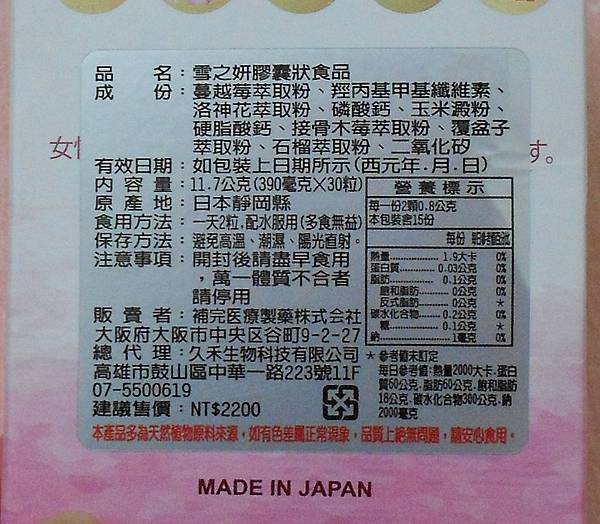 品　　名：雪之妍膠囊狀食品
成　　份：蔓越莓萃取粉、羥丙基甲基纖維素、
洛神花萃取粉、磷酸鈣、玉米澱粉、
硬脂酸鈣、接骨木莓萃取粉、覆盆子
萃取粉、石榴萃取粉、二氧化矽
女
す。
有效日期：如包裝上日期所示(西元年.月.日)
內 容 量：11.7公克(390毫克×30粒)
原 產 地：日本靜岡縣
食用方法：一天2粒,配水服用(多食無益)
保存方法：避免高溫、潮濕、陽光直射。
注意事項：開封後請盡早食用
，萬一體質不合者
請停用
營養標示
每一份2顆0.8公克
本包裝含15份
每份 每日參考值百分比
熱量 1.9大卡 0%
蛋白質 0.03公克 0%
脂肪 0.1公克 0%
飽和脂肪 0公克 0%
反式脂肪 0公克 *
碳水化合物 0.2公克 0%
糖 0.1公克 *
鈉 1毫克 0%
* 參考值未訂定
每日參考值:熱量2000大卡、蛋白
質60公克、脂肪60公克、飽和脂肪
18公克、碳水化合物300公克、鈉
2000毫克
販 賣 者：補完医療製薬株式会社
大阪府大阪市中央区谷町9-2-27
總 代 理：久禾生物科技有限公司
高雄市鼓山區中華一路223號11F
07-5500619
建議售價：NT$2200
本產品多為天然植物原料來源，如有色差屬正常現象，品質上絕無問題，請安心食用。
MADE IN JAPAN